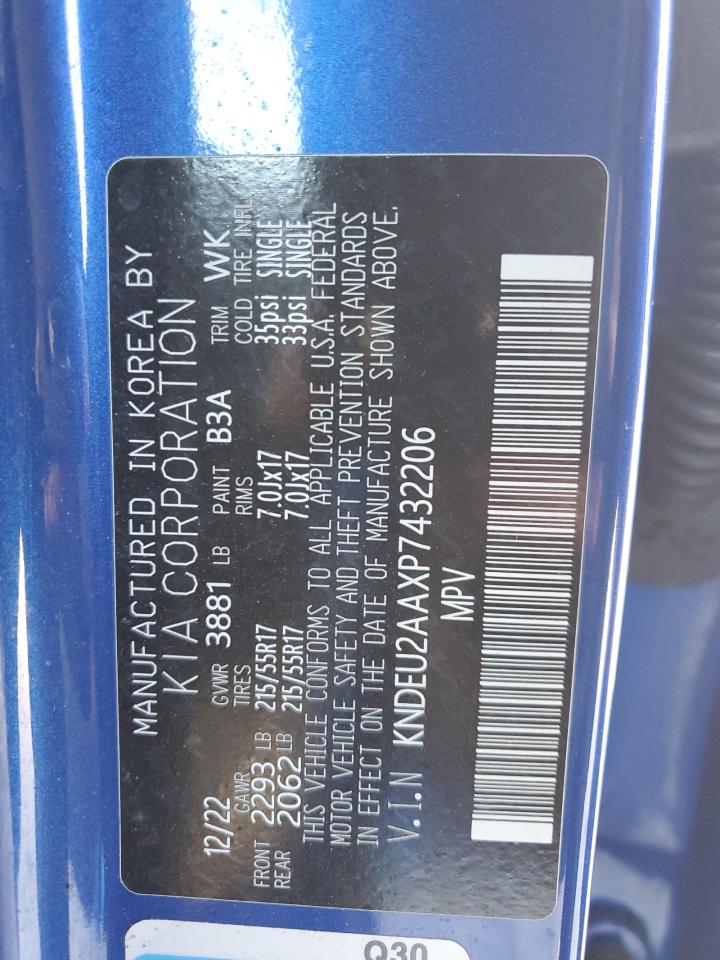 MANUFACTURED IN KOREA BY
KIA CORPORATION
12/22 GVWR 3881 LB PAINT B3A TRIM WK
GAWR TIRES RIMS COLD TIRE INFL
FRONT 2293 LB 215/55R17 7.0Jx17 35psi SINGLE
REAR 2062 LB 215/55R17 7.0Jx17 33psi SINGLE
THIS VEHICLE CONFORMS TO ALL APPLICABLE U.S.A. FEDERAL
MOTOR VEHICLE SAFETY AND THEFT PREVENTION STANDARDS
IN EFFECT ON THE DATE OF MANUFACTURE SHOWN ABOVE.
V.I.N KNDEU2AAXP7432206
MPV
Q30